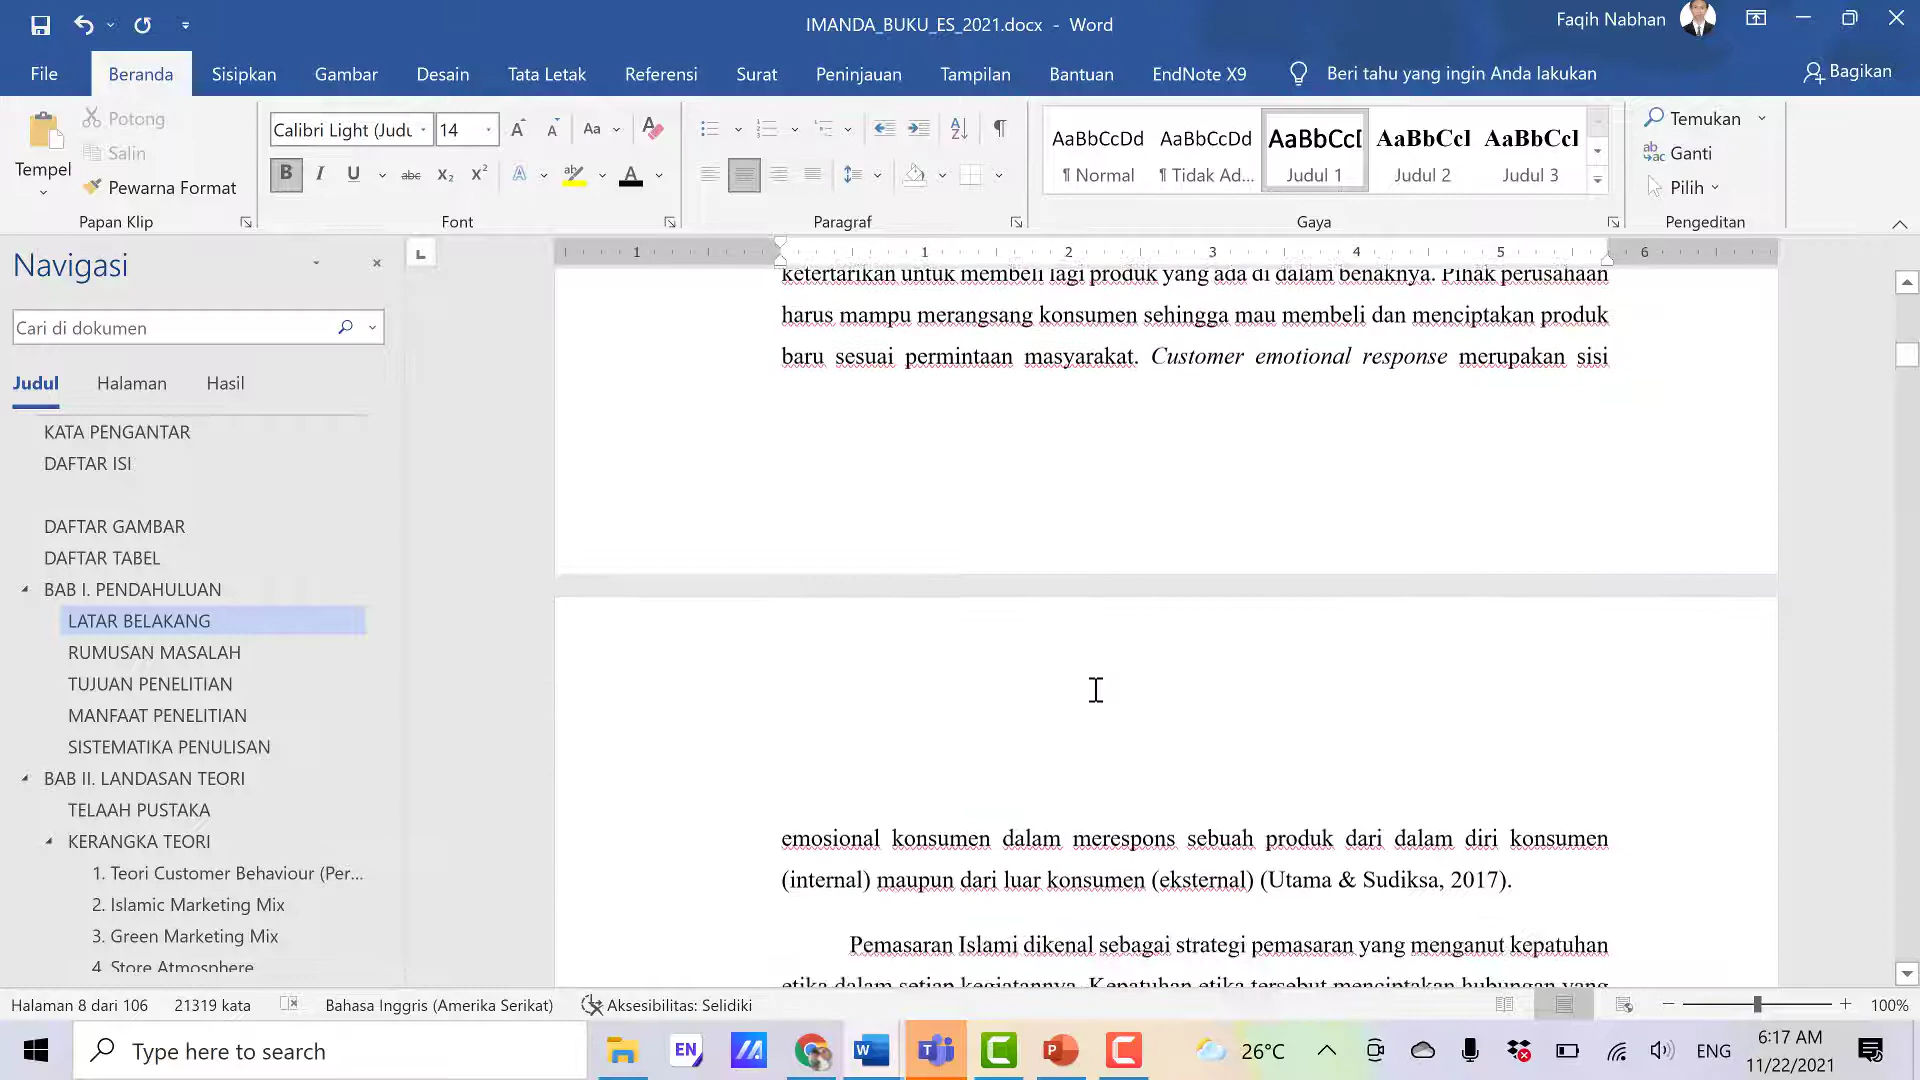 IMANDA_BUKU_ES_2021.docx - Word
Faqih Nabhan
File
Beranda
Sisipkan
Gambar
Desain
Tata Letak
Referensi
Surat
Peninjauan
Tampilan
Bantuan
EndNote X9
Beri tahu yang ingin Anda lakukan
Bagikan
Tempel
Potong
Salin
Pewarna Format
Papan Klip
Calibri Light (Judu
14
Font
Paragraf
AaBbCcDd
¶ Normal
AaBbCcDd
¶ Tidak Ad...
AaBbCc
Judul 1
AaBbCcI
Judul 2
AaBbCcI
Judul 3
Gaya
Temukan
Ganti
Pilih
Pengeditan
Navigasi
Cari di dokumen
Judul
Halaman
Hasil
KATA PENGANTAR
DAFTAR ISI
DAFTAR GAMBAR
DAFTAR TABEL
BAB I. PENDAHULUAN
LATAR BELAKANG
RUMUSAN MASALAH
TUJUAN PENELITIAN
MANFAAT PENELITIAN
SISTEMATIKA PENULISAN
BAB II. LANDASAN TEORI
TELAAH PUSTAKA
KERANGKA TEORI
1. Teori Customer Behaviour (Per...
2. Islamic Marketing Mix
3. Green Marketing Mix
4. Store Atmosphere
1 1 2 3 4 5 6
ketertarikan untuk membeli lagi produk yang ada di dalam benaknya. Pihak perusahaan
harus mampu merangsang konsumen sehingga mau membeli dan menciptakan produk
baru sesuai permintaan masyarakat. Customer emotional response merupakan sisi
emosional konsumen dalam merespons sebuah produk dari dalam diri konsumen
(internal) maupun dari luar konsumen (eksternal) (Utama & Sudiksa, 2017).
Pemasaran Islami dikenal sebagai strategi pemasaran yang menganut kepatuhan
etika dalam setiap kegiatannya. Kepatuhan etika tersebut menciptakan hubungan yang
Halaman 8 dari 106
21319 kata
Bahasa Inggris (Amerika Serikat)
Aksesibilitas: Selidiki
100%
Type here to search
EN
26°C
ENG
6:17 AM
11/22/2021